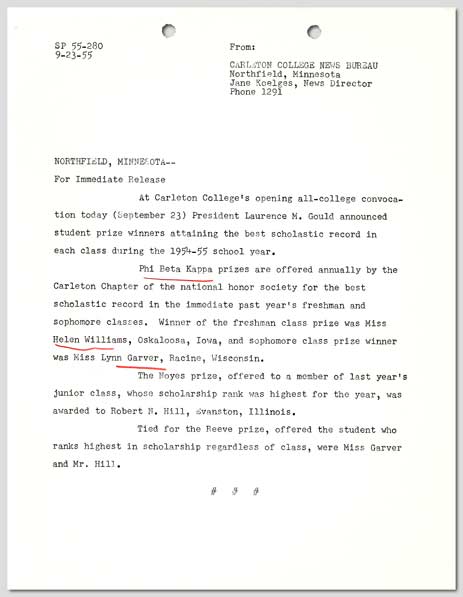 SP 55-280
9-23-55
From:
CARLETON COLLEGE NEWS BUREAU
Northfield, Minnesota
Jane Koelges, News Director
Phone 1291
NORTHFIELD, MINNESOTA--
For Immediate Release
At Carleton College's opening all-college convoca-
tion today (September 23) President Laurence M. Gould announced
student prize winners attaining the best scholastic record in
each class during the 1954-55 school year.
Phi Beta Kappa prizes are offered annually by the
Carleton Chapter of the national honor society for the best
scholastic record in the immediate past year's freshman and
sophomore classes. Winner of the freshman class prize was Miss
Helen Williams, Oskaloosa, Iowa, and sophomore class prize winner
was Miss Lynn Garver, Racine, Wisconsin.
The Noyes prize, offered to a member of last year's
junior class, whose scholarship rank was highest for the year, was
awarded to Robert N. Hill, Evanston, Illinois.
Tied for the Reeve prize, offered the student who
ranks highest in scholarship regardless of class, were Miss Garver
and Mr. Hill.
# # #